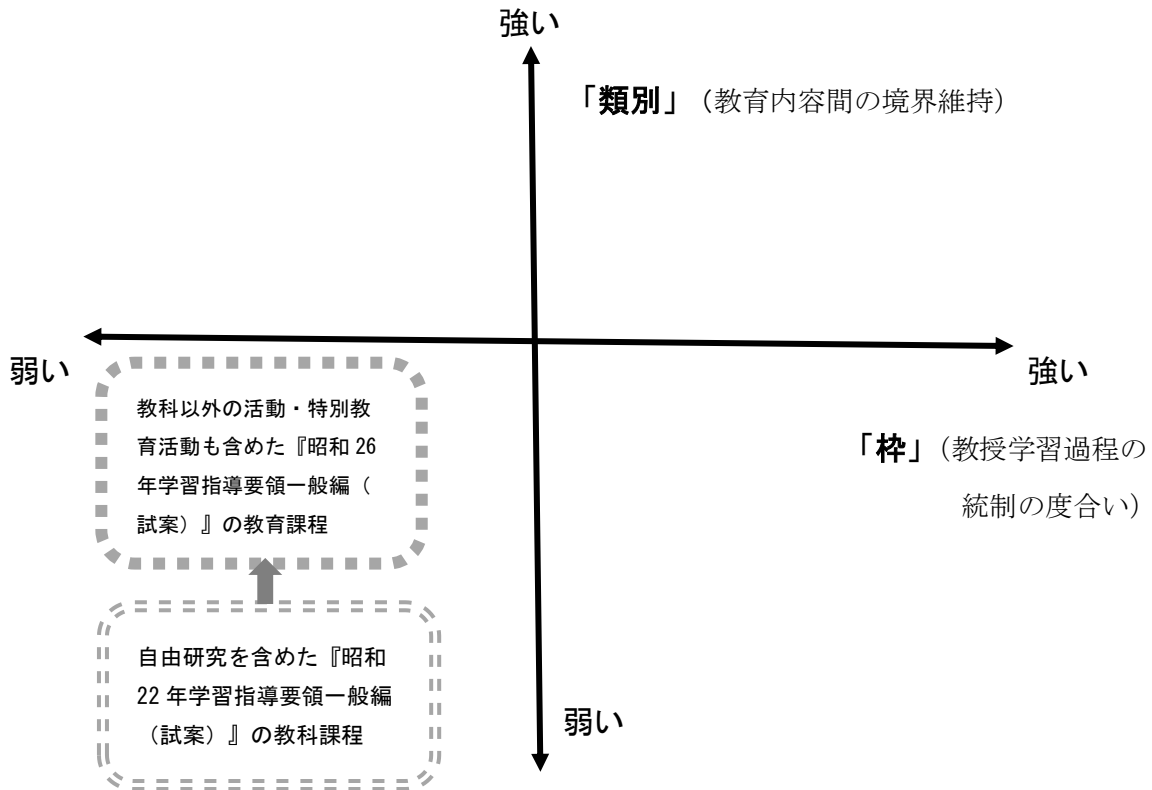 強い
「類別」（教育内容間の境界維持）
弱い
強い
教科以外の活動・特別教
育活動も含めた『昭和 26
年学習指導要領一般編（
試案）』の教育課程
「枠」（教授学習過程の
統制の度合い）
自由研究を含めた『昭和
22 年学習指導要領一般編
（試案）』の教科課程
弱い